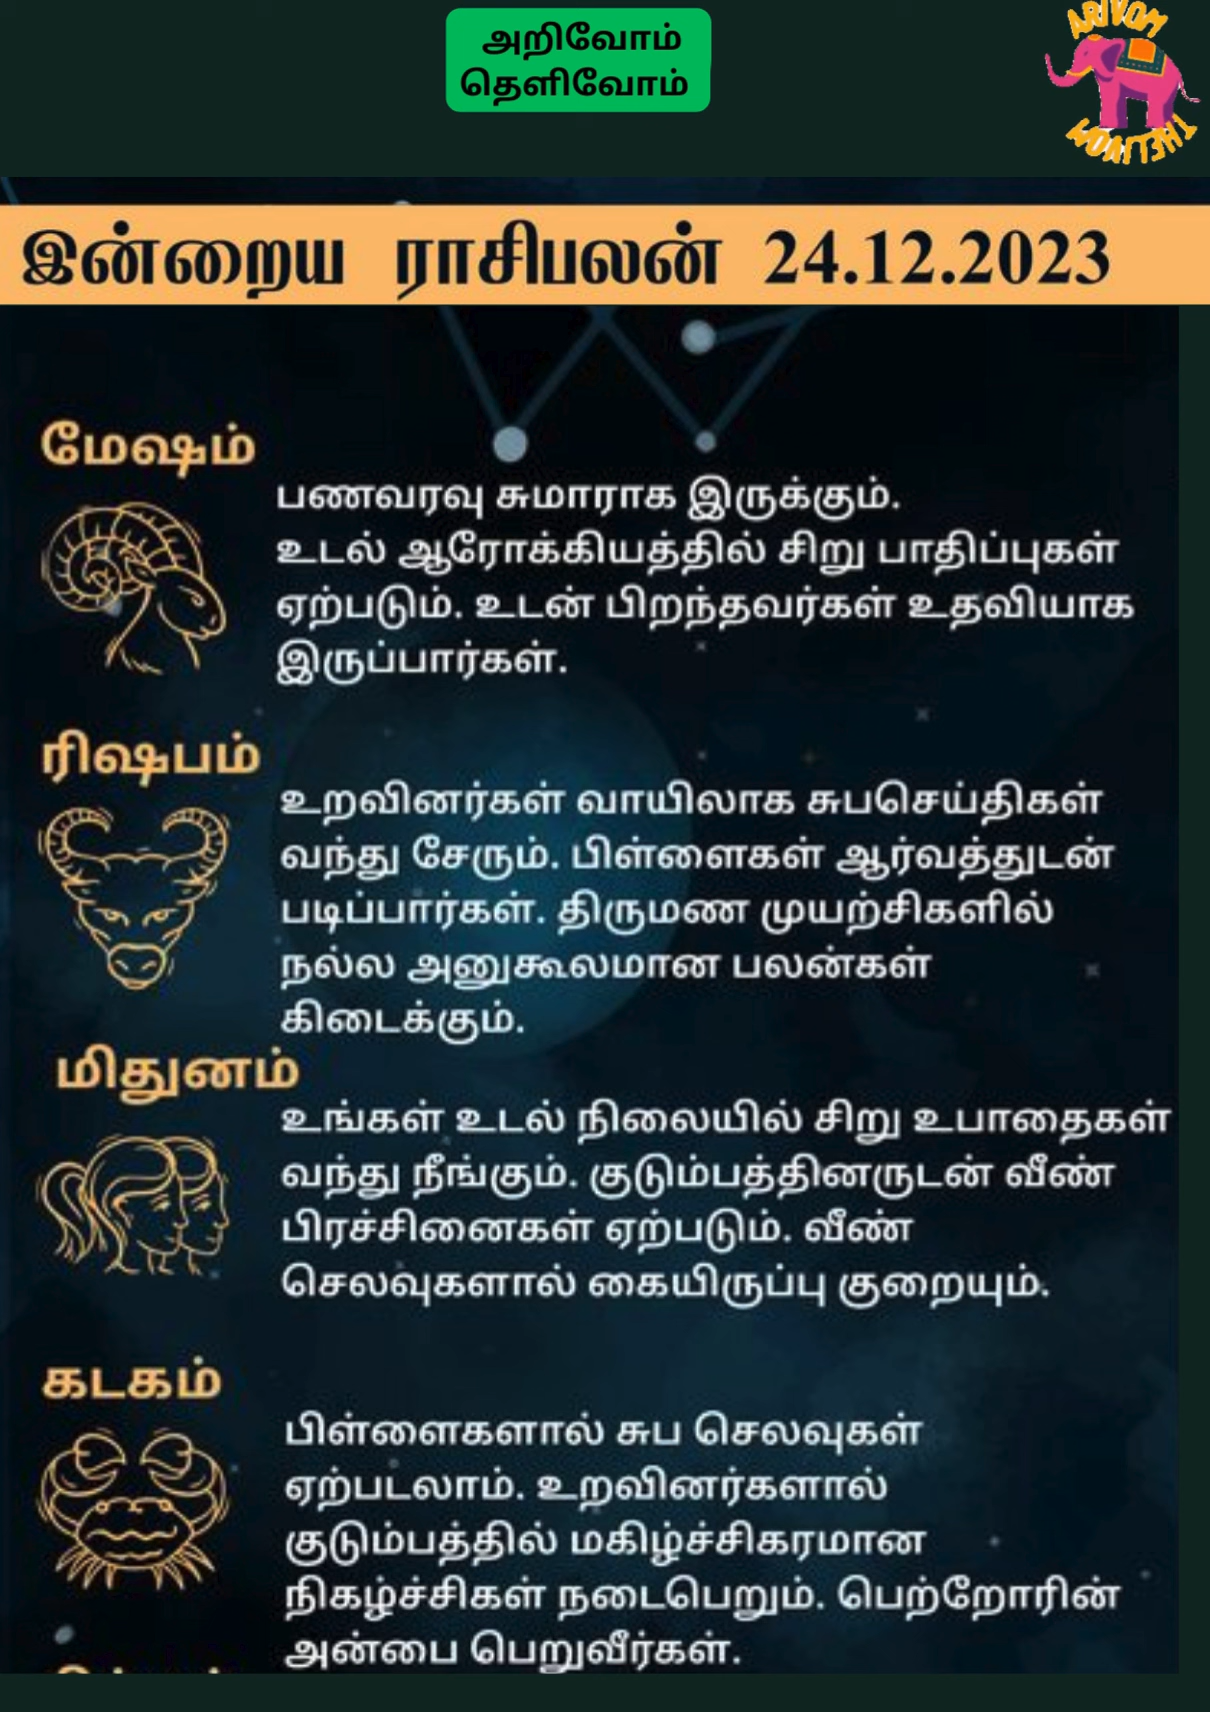 அறிவோம்
தெளிவோம்
ARIVOM
THELIVOM
இன்றைய ராசிபலன் 24.12.2023
மேஷம்
பணவரவு சுமாராக இருக்கும்.
உடல் ஆரோக்கியத்தில் சிறு பாதிப்புகள்
ஏற்படும். உடன் பிறந்தவர்கள் உதவியாக
இருப்பார்கள்.
ரிஷபம்
உறவினர்கள் வாயிலாக சுபசெய்திகள்
வந்து சேரும். பிள்ளைகள் ஆர்வத்துடன்
படிப்பார்கள். திருமண முயற்சிகளில்
நல்ல அனுகூலமான பலன்கள்
கிடைக்கும்.
மிதுனம்
உங்கள் உடல் நிலையில் சிறு உபாதைகள்
வந்து நீங்கும். குடும்பத்தினருடன் வீண்
பிரச்சினைகள் ஏற்படும். வீண்
செலவுகளால் கையிருப்பு குறையும்.
கடகம்
பிள்ளைகளால் சுப செலவுகள்
ஏற்படலாம். உறவினர்களால்
குடும்பத்தில் மகிழ்ச்சிகரமான
நிகழ்ச்சிகள் நடைபெறும். பெற்றோரின்
அன்பை பெறுவீர்கள்.